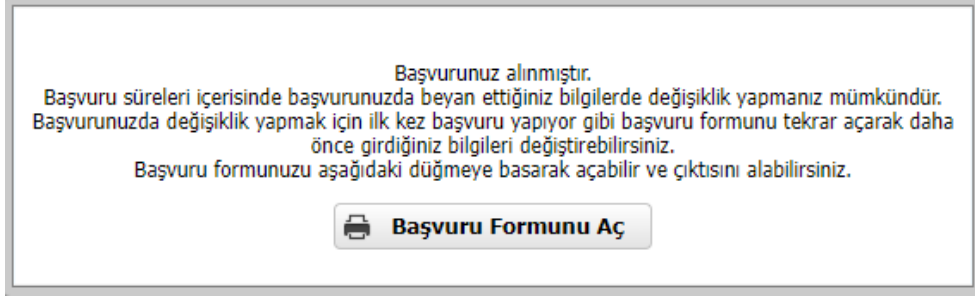 Başvurunuz alınmıştır.
Başvuru süreleri içerisinde başvurunuzda beyan ettiğiniz bilgilerde değişiklik yapmanız mümkündür.
Başvurunuzda değişiklik yapmak için ilk kez başvuru yapıyor gibi başvuru formunu tekrar açarak daha
önce girdiğiniz bilgileri değiştirebilirsiniz.
Başvuru formunuzu aşağıdaki düğmeye basarak açabilir ve çıktısını alabilirsiniz.
Başvuru Formunu Aç